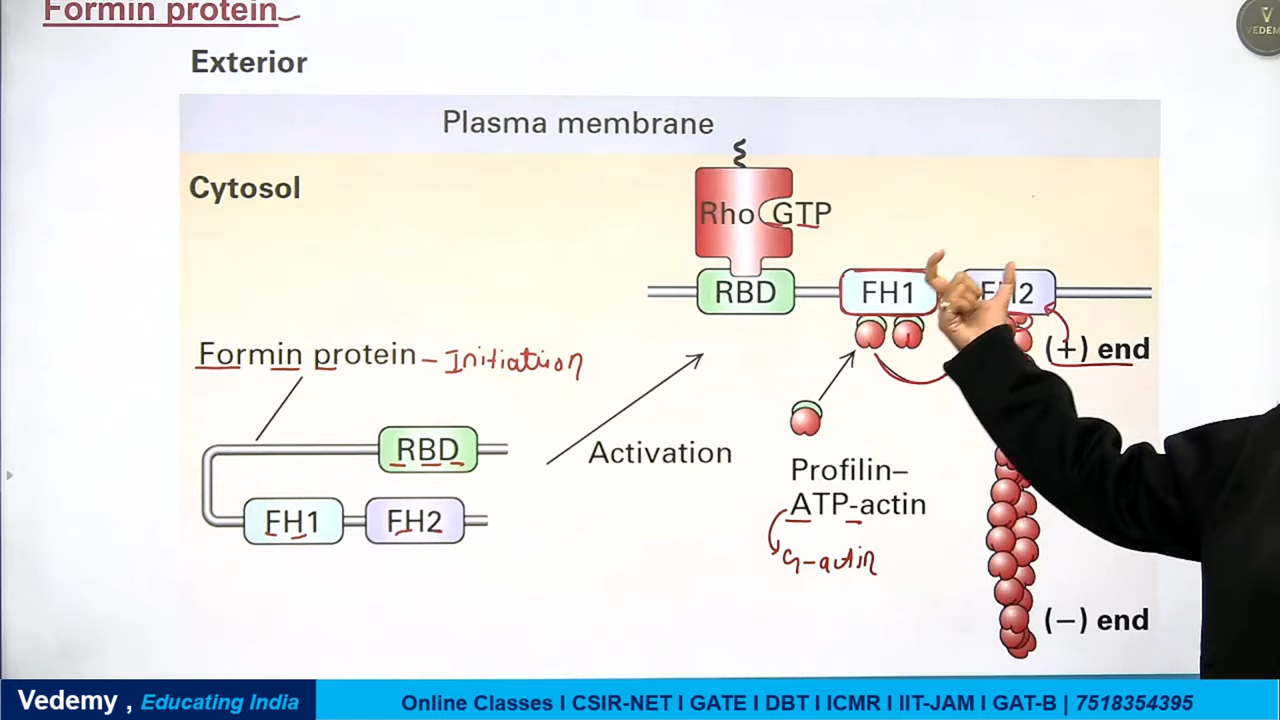 Formin protein
VEDEM
Exterior
Plasma membrane
Cytosol
Rho GTP
RBD
FH1
FH2
(+) end
Formin protein - Initiation
RBD
Activation
FH1
FH2
Profilin–
ATP-actin
G-actin
(−) end
Vedemy , Educating India
Online Classes I CSIR-NET I GATE I DBT I ICMR I IIT-JAM I GAT-B | 7518354395